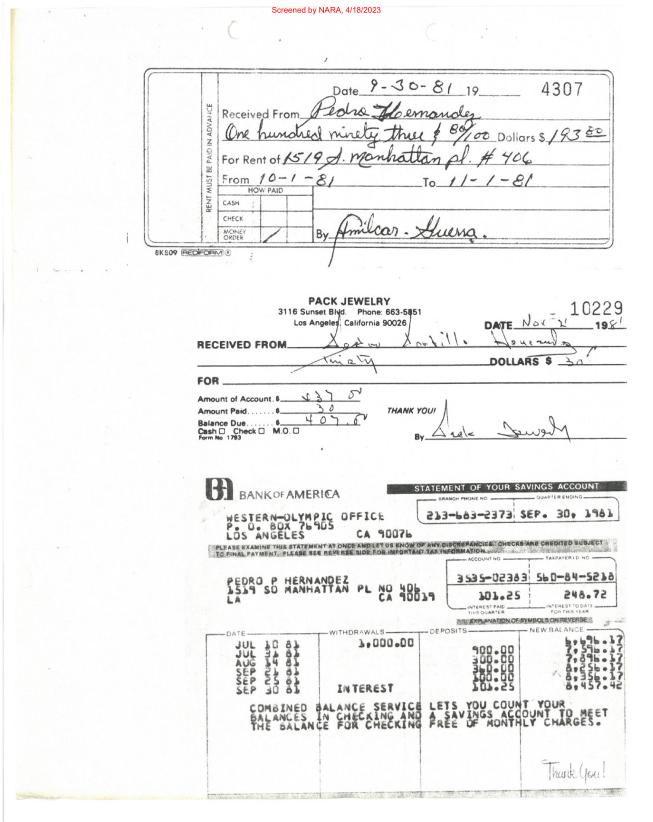 Screened by NARA, 4/18/2023
Date 9-30-81 19 4307
RENT MUST BE PAID IN ADVANCE
Received From Pedro Hernandez
One hundred ninety three & 80/100 Dollars $ 193 80
For Rent of 1519 S. Manhattan pl. # 406
From 10-1-81 To 11-1-81
HOW PAID
CASH
CHECK
MONEY ORDER
By Amilcar. Guerra.
8K809 REDIFORM ®
PACK JEWELRY
3116 Sunset Blvd. Phone: 663-5851
Los Angeles, California 90026
10229
DATE Nov-21 1981
RECEIVED FROM Pedro Portillo Hernandez
Thirty DOLLARS $ 30
FOR
Amount of Account. $ 437
Amount Paid....... $ 30
Balance Due....... $ 407.
THANK YOU!
Cash Check M.O.
Form No 1793
By Pack Jewelry
BANK OF AMERICA
STATEMENT OF YOUR SAVINGS ACCOUNT
BRANCH PHONE NO. QUARTER ENDING
WESTERN-OLYMPIC OFFICE 213-683-2373 SEP. 30, 1981
P. O. BOX 76905
LOS ANGELES CA 90076
PLEASE EXAMINE THIS STATEMENT AT ONCE AND LET US KNOW OF ANY DISCREPANCIES. CHECKS ARE CREDITED SUBJECT
TO FINAL PAYMENT. PLEASE SEE REVERSE SIDE FOR IMPORTANT TAX INFORMATION.
ACCOUNT NO. TAXPAYER I.D. NO.
PEDRO P HERNANDEZ 3535-02383 560-84-5218
1519 SO MANHATTAN PL NO 406
LA CA 90019 101.25 248.72
INTEREST PAID THIS QUARTER INTEREST TO DATE FOR THIS YEAR
EXPLANATION OF SYMBOLS ON REVERSE
DATE WITHDRAWALS DEPOSITS NEW BALANCE
JUL 10 81 1,000.00 6,696.17
JUL 31 81 900.00 7,596.17
AUG 14 81 300.00 7,896.17
SEP 21 81 360.00 8,256.17
SEP 25 81 100.00 8,356.17
SEP 30 81 INTEREST 101.25 8,457.42
COMBINED BALANCE SERVICE LETS YOU COUNT YOUR
BALANCES IN CHECKING AND A SAVINGS ACCOUNT TO MEET
THE BALANCE FOR CHECKING FREE OF MONTHLY CHARGES.
Thank You!